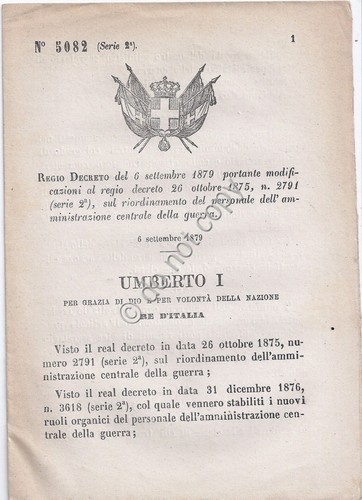 N° 5082 (Serie 2ª).
1
REGIO DECRETO del 6 settembre 1879 portante modifi-
cazioni al regio decreto 26 ottobre 1875, n. 2791
(serie 2ª), sul riordinamento del personale dell'am-
ministrazione centrale della guerra.
6 settembre 1879
UMBERTO I
PER GRAZIA DI DIO E PER VOLONTÀ DELLA NAZIONE
RE D'ITALIA
Visto il real decreto in data 26 ottobre 1875, nu-
mero 2791 (serie 2ª), sul riordinamento dell'ammi-
nistrazione centrale della guerra;
Visto il real decreto in data 31 dicembre 1876,
n. 3618 (serie 2ª), col quale vennero stabiliti i nuovi
ruoli organici del personale dell'amministrazione cen-
trale della guerra;
© do not copy